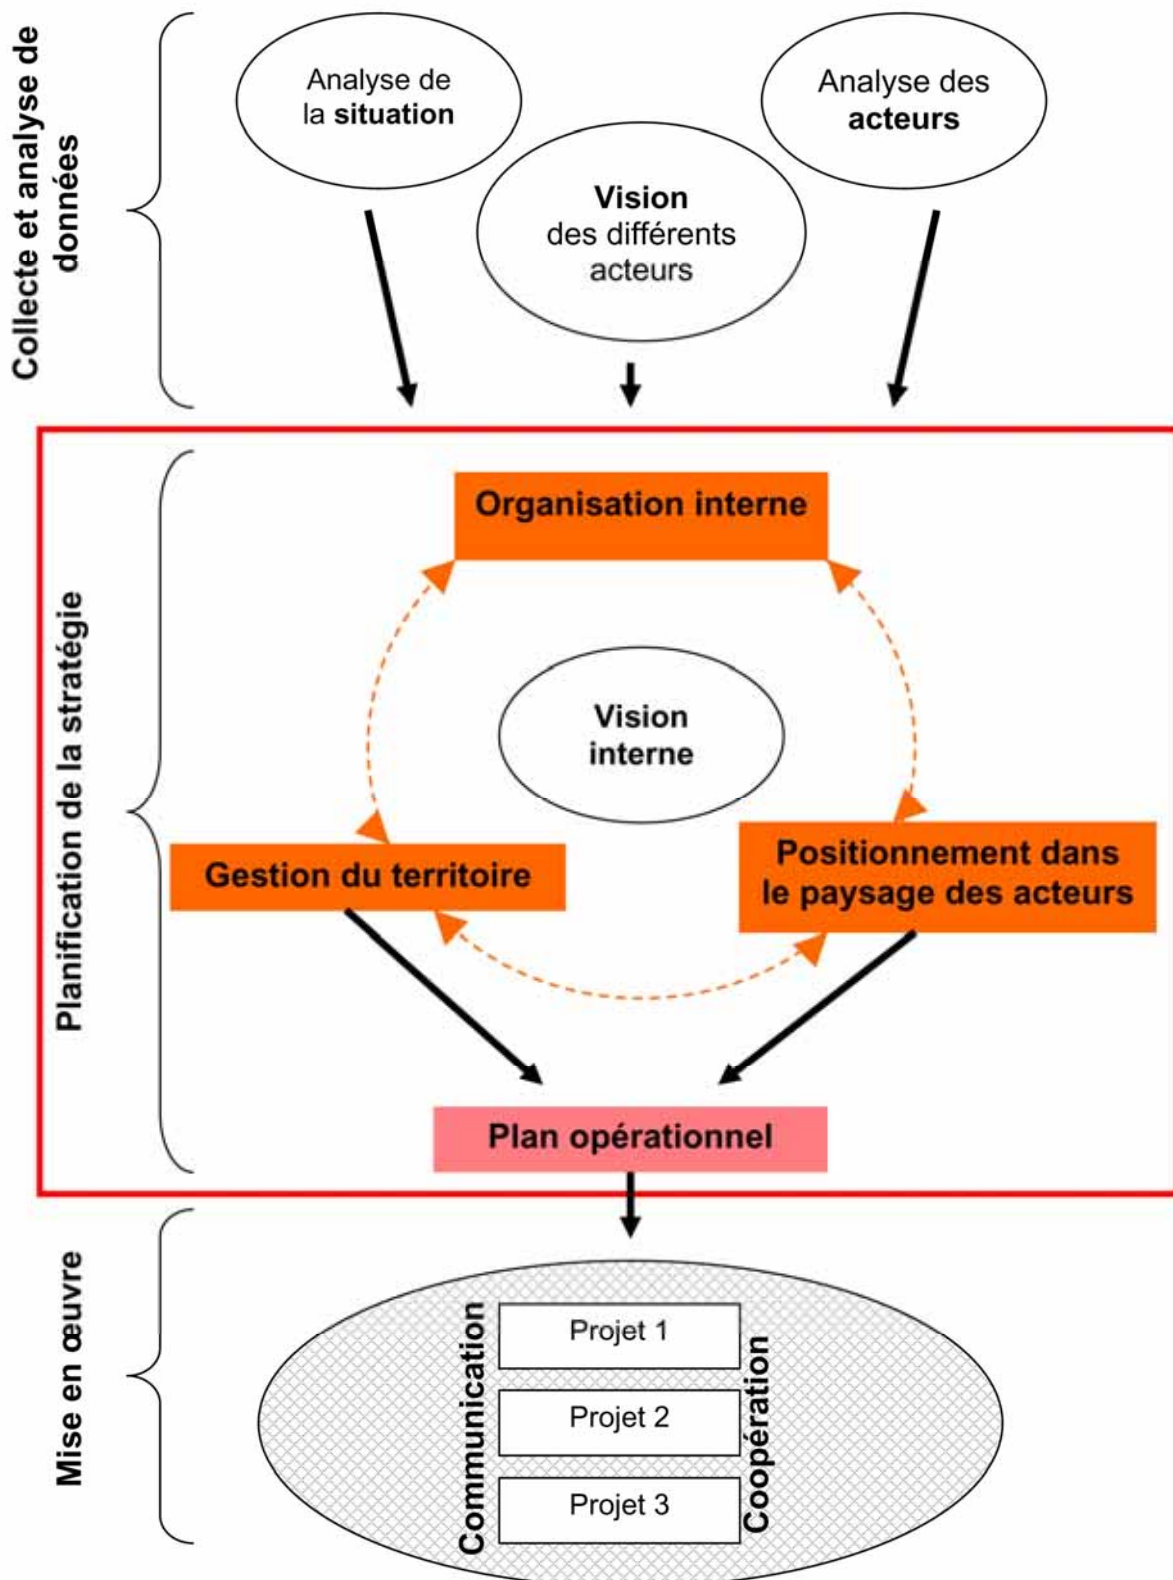 Collecte et analyse de
données
Analyse de
la situation
Vision
des différents
acteurs
Analyse des
acteurs
Planification de la stratégie
Organisation interne
Vision
interne
Gestion du territoire
Positionnement dans
le paysage des acteurs
Plan opérationnel
Mise en œuvre
Communication
Projet 1
Projet 2
Projet 3
Coopération